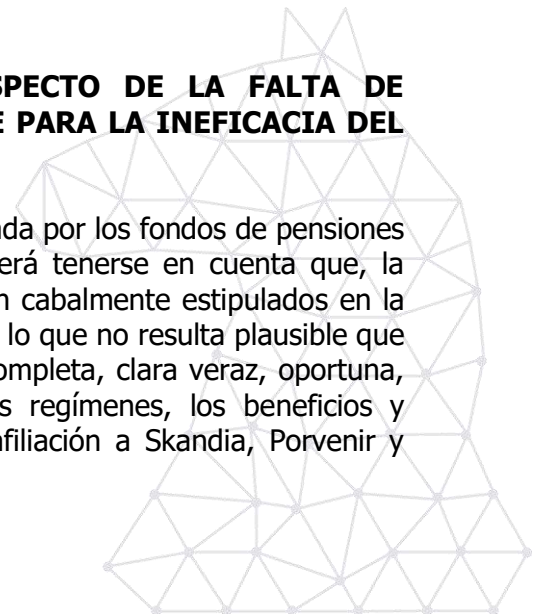 SPECTO DE LA FALTA DE
E PARA LA INEFICACIA DEL
ada por los fondos de pensiones
erá tenerse en cuenta que, la
n cabalmente estipulados en la
lo que no resulta plausible que
ompleta, clara veraz, oportuna,
s regímenes, los beneficios y
afiliación a Skandia, Porvenir y